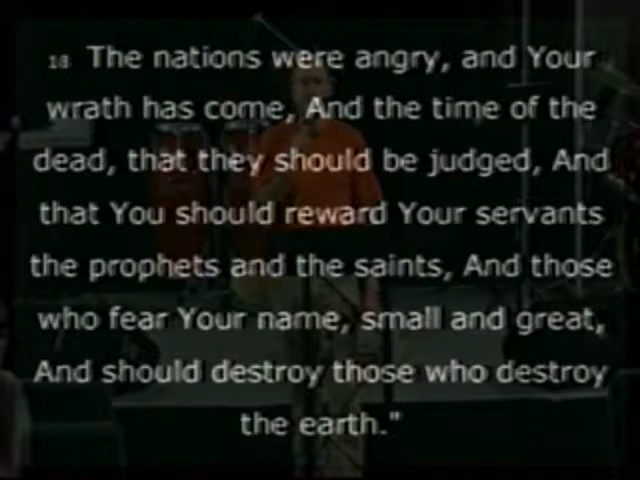 18 The nations were angry, and Your
wrath has come, And the time of the
dead, that they should be judged, And
that You should reward Your servants
the prophets and the saints, And those
who fear Your name, small and great,
And should destroy those who destroy
the earth."